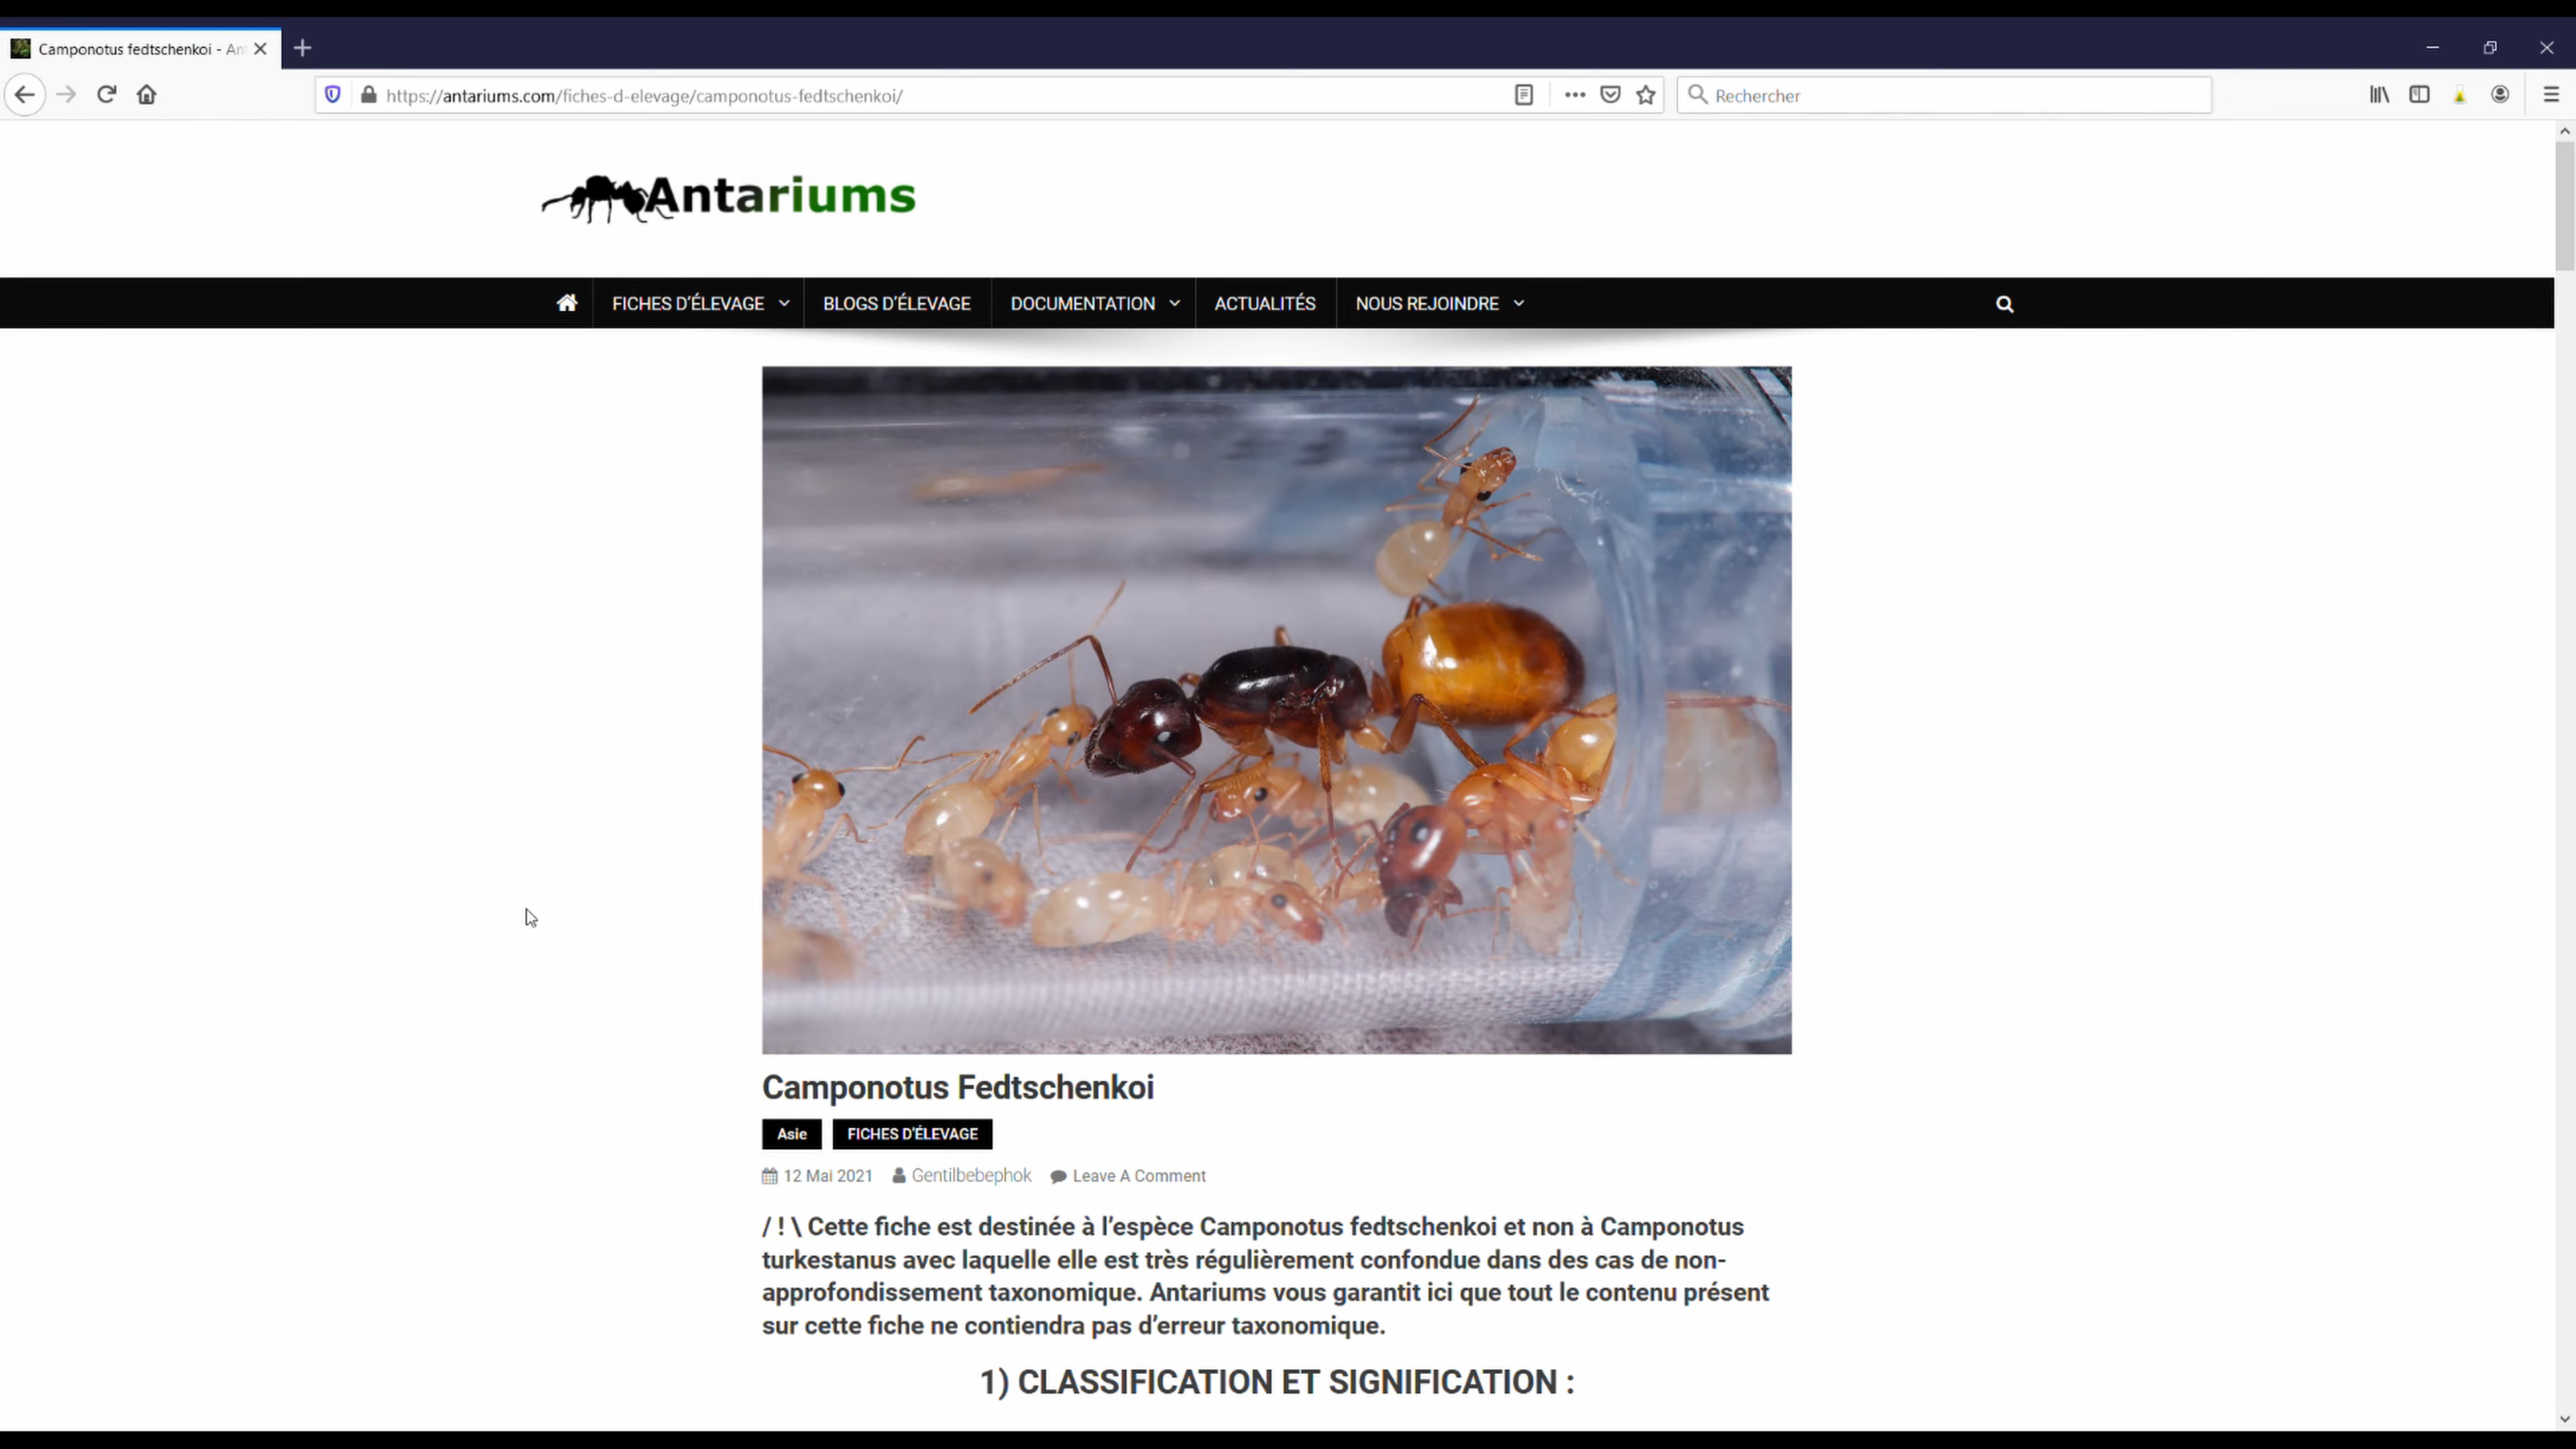 Camponotus fedtschenkoi - An
https://antariums.com/fiches-d-elevage/camponotus-fedtschenkoi/
Rechercher
Antariums
FICHES D'ÉLEVAGE
BLOGS D'ÉLEVAGE
DOCUMENTATION
ACTUALITÉS
NOUS REJOINDRE
Camponotus Fedtschenkoi
Asie
FICHES D'ÉLEVAGE
12 Mai 2021 Gentilbebephok Leave A Comment
/ ! \ Cette fiche est destinée à l’espèce Camponotus fedtschenkoi et non à Camponotus
turkestanus avec laquelle elle est très régulièrement confondue dans des cas de non-
approfondissement taxonomique. Antariums vous garantit ici que tout le contenu présent
sur cette fiche ne contiendra pas d’erreur taxonomique.
1) CLASSIFICATION ET SIGNIFICATION :